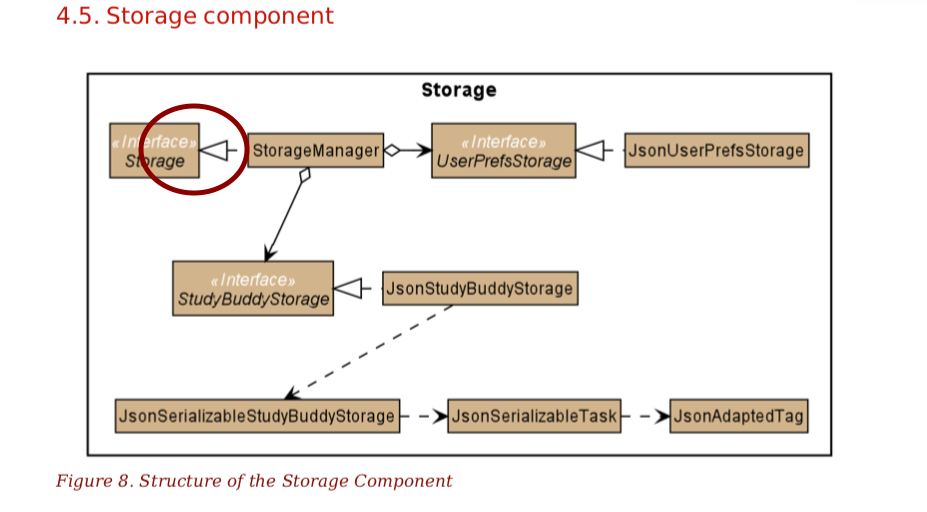 4.5. Storage component
Storage
«Interface»
Storage
StorageManager
«Interface»
UserPrefsStorage
JsonUserPrefsStorage
«Interface»
StudyBuddyStorage
JsonStudyBuddyStorage
JsonSerializableStudyBuddyStorage
JsonSerializableTask
JsonAdaptedTag
Figure 8. Structure of the Storage Component